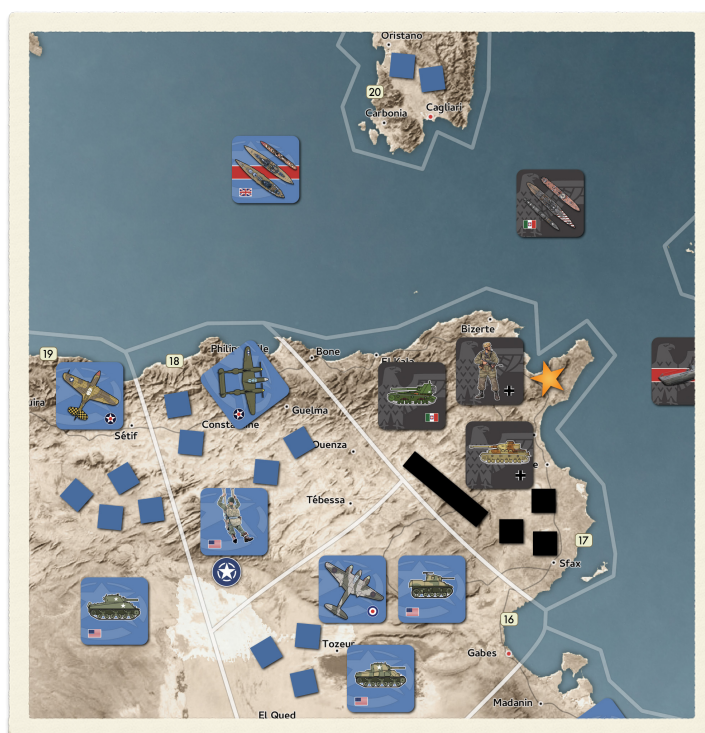 Oristano
20
Carbonia
Cagliari
Bizerte
19
18
Bone
Guelma
Sétif
Ouenza
Tébessa
17
Sfax
16
Tozeur
Gabes
Madanin
El Qued